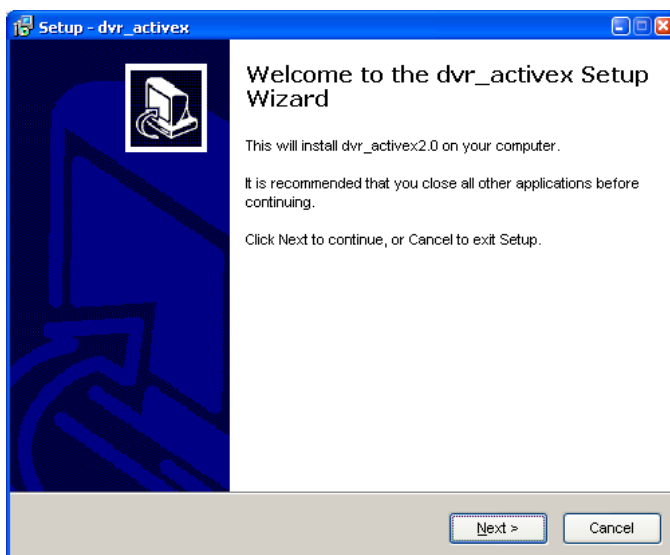 Setup - dvr_activex
Welcome to the dvr_activex Setup
Wizard
This will install dvr_activex2.0 on your computer.
It is recommended that you close all other applications before
continuing.
Click Next to continue, or Cancel to exit Setup.
Next >
Cancel